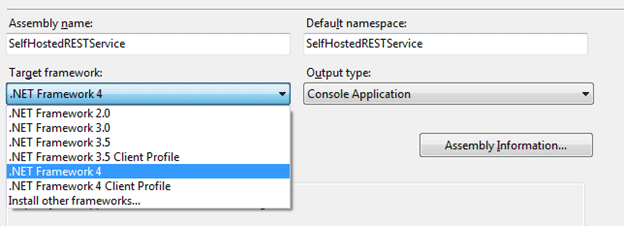 Assembly name:
Default namespace:
SelfHostedRESTService
SelfHostedRESTService
Target framework:
Output type:
.NET Framework 4
Console Application
.NET Framework 2.0
.NET Framework 3.0
.NET Framework 3.5
.NET Framework 3.5 Client Profile
.NET Framework 4
.NET Framework 4 Client Profile
Install other frameworks...
Assembly Information...